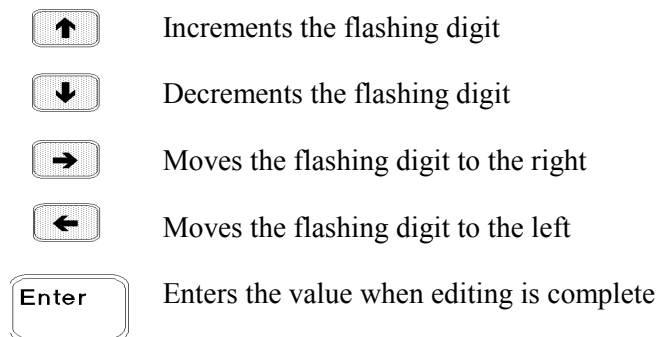 Increments the flashing digit
Decrements the flashing digit
Moves the flashing digit to the right
Moves the flashing digit to the left
Enter Enters the value when editing is complete